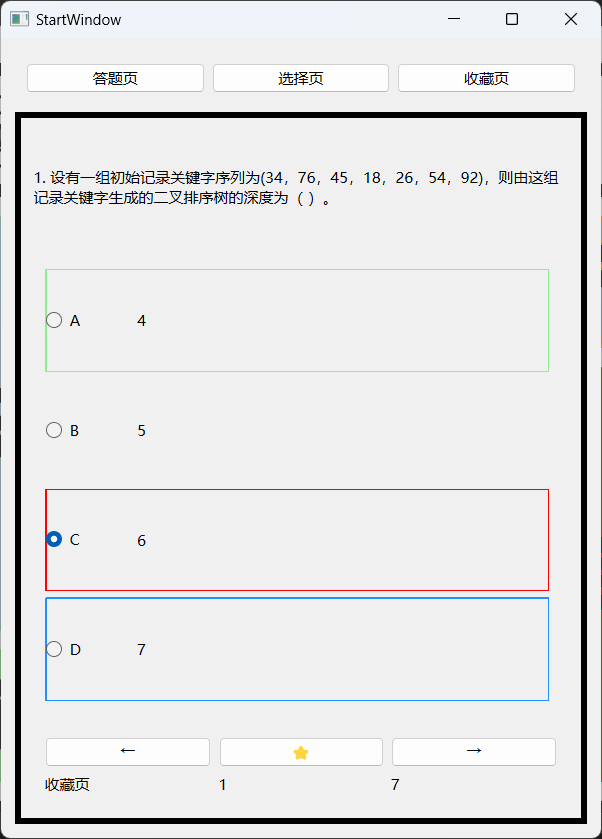 StartWindow
答题页
选择页
收藏页
1. 设有一组初始记录关键字序列为(34，76，45，18，26，54，92)，则由这组
记录关键字生成的二叉排序树的深度为（ ）。
A 4
B 5
C 6
D 7
← →
收藏页 1 7